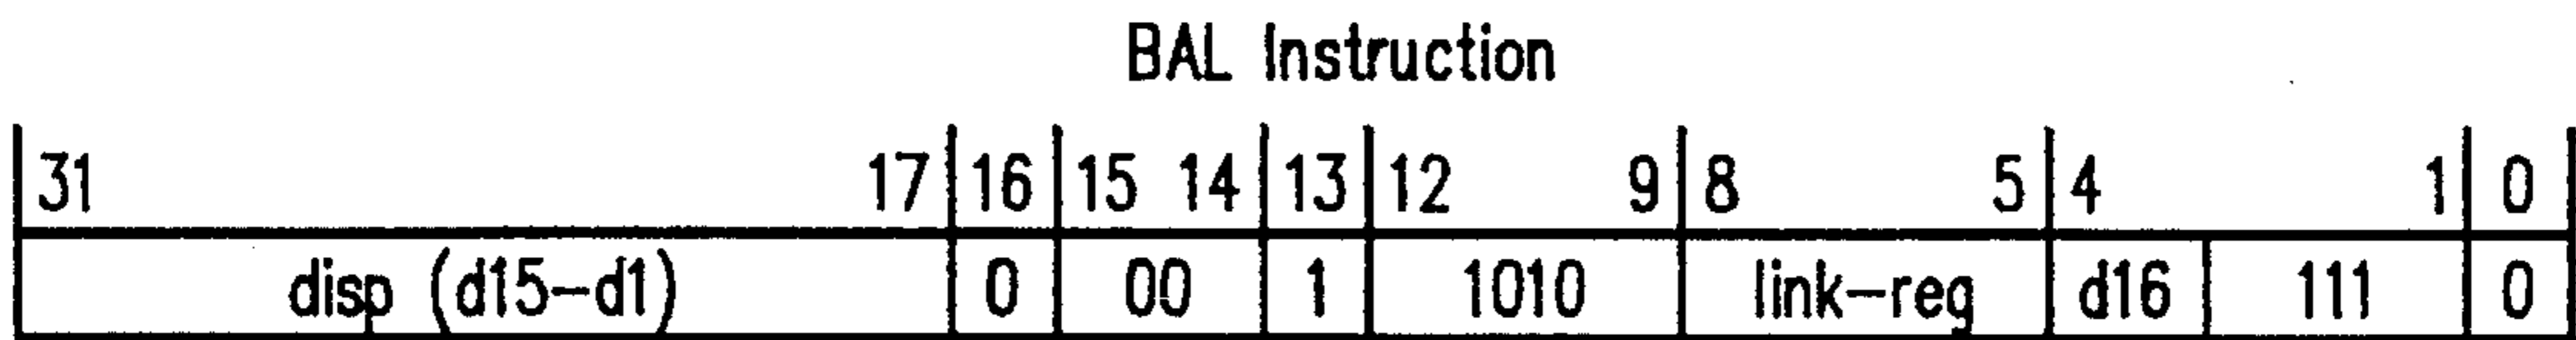 BAL Instruction
31 17 16 15 14 13 12 9 8 5 4 1 0
disp (d15-d1) 0 00 1 1010 link-reg d16 111 0